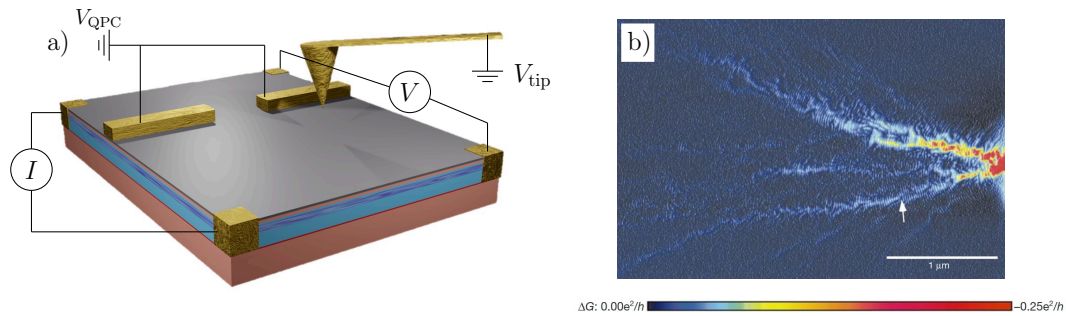 a)
V_QPC
V_tip
V
I
b)
1 μm
ΔG: 0.00e²/h
−0.25e²/h